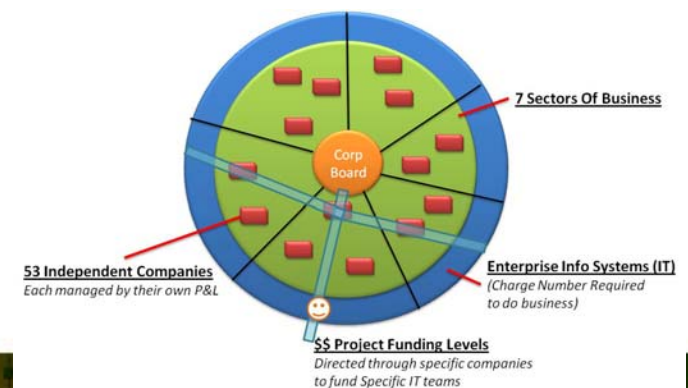 7 Sectors Of Business
Corp
Board
53 Independent Companies
Each managed by their own P&L
Enterprise Info Systems (IT)
(Charge Number Required
to do business)
$$ Project Funding Levels
Directed through specific companies
to fund Specific IT teams